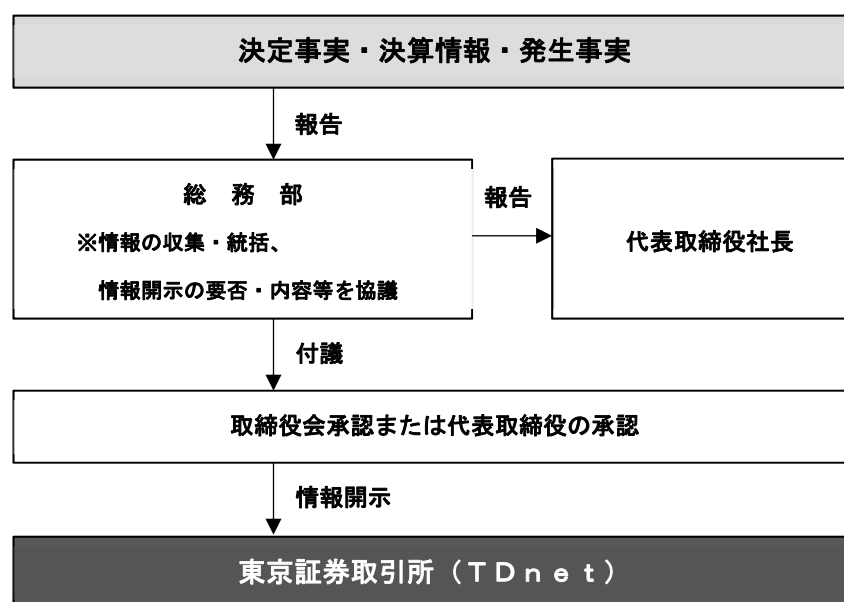 決定事実・決算情報・発生事実
報告
総　務　部
報告
※情報の収集・統括、
代表取締役社長
情報開示の要否・内容等を協議
付議
取締役会承認または代表取締役の承認
情報開示
東京証券取引所（ＴＤｎｅｔ）